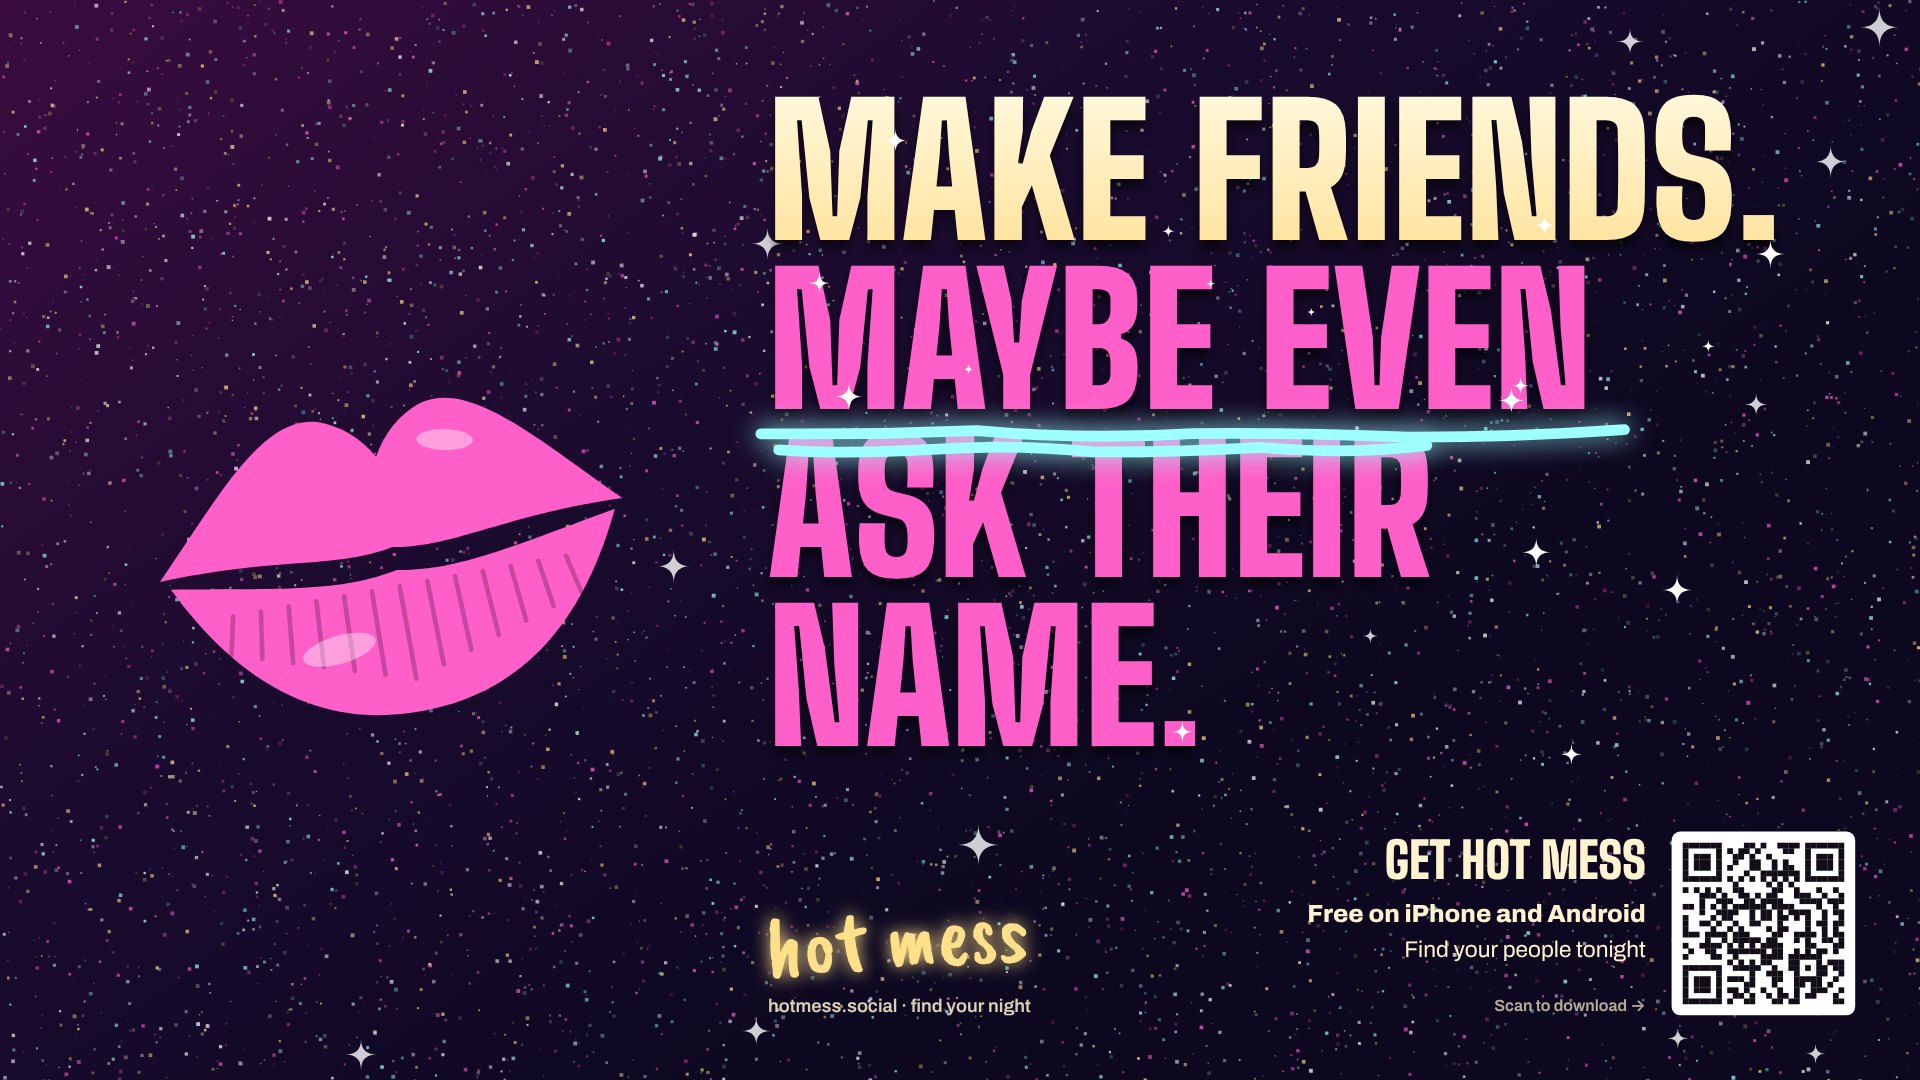 MAKE FRIENDS.
MAYBE EVEN
ASK THEIR
NAME.
hot mess
hotmess.social · find your night
GET HOT MESS
Free on iPhone and Android
Find your people tonight
Scan to download →